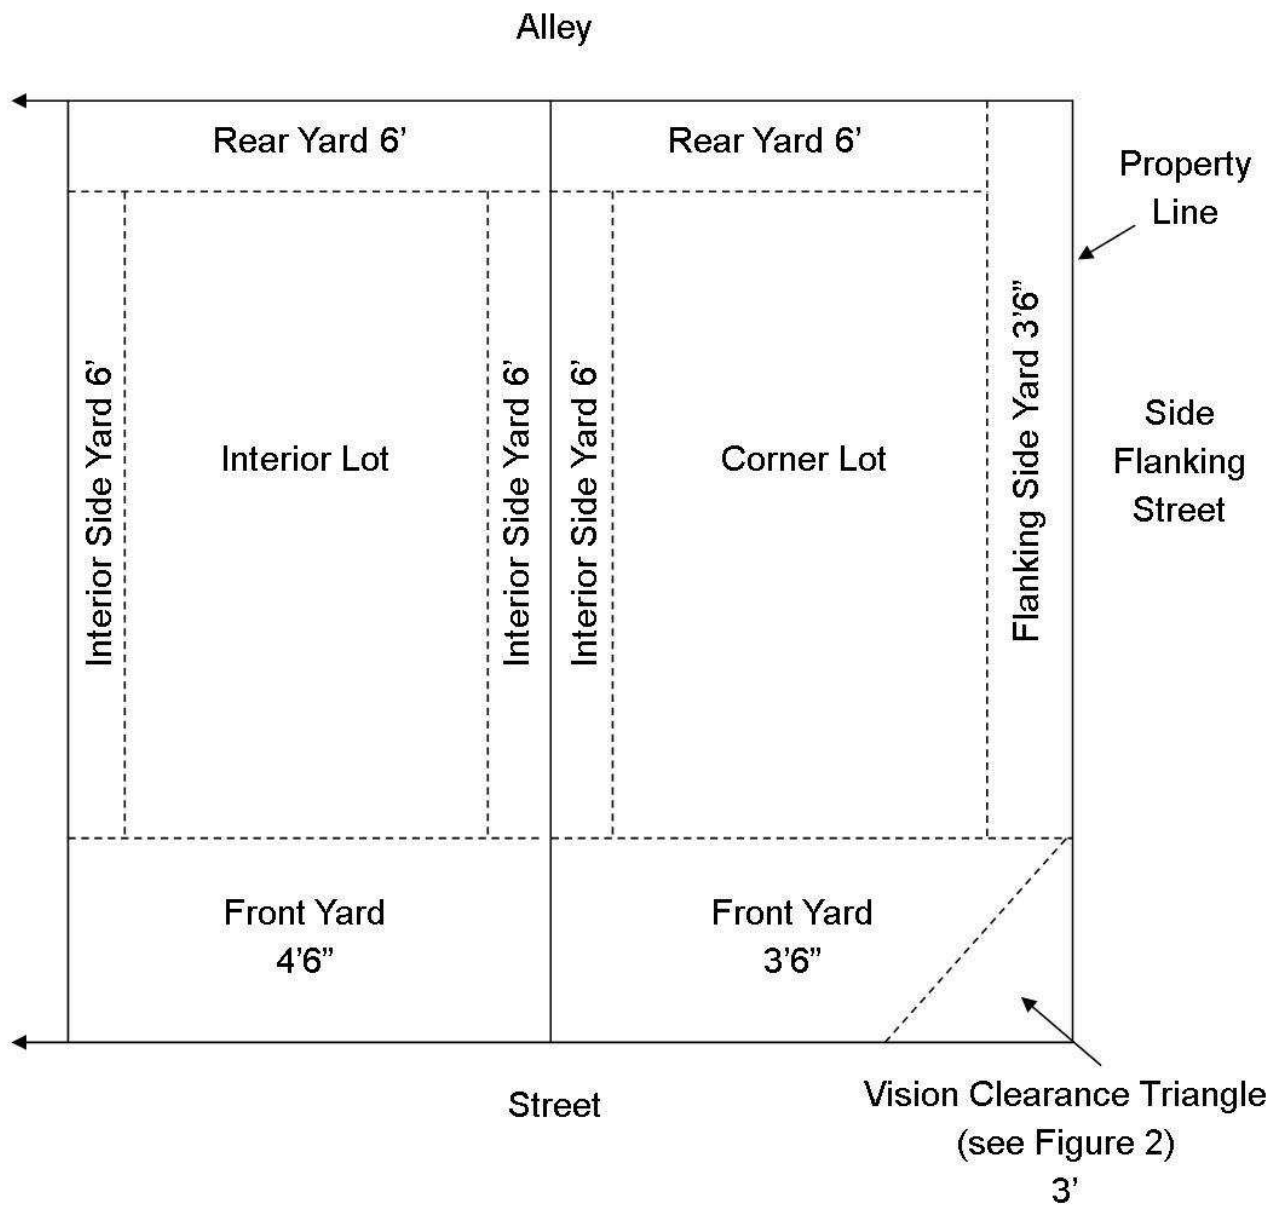 Alley
Rear Yard 6’
Rear Yard 6’
Property
Line
Interior Side Yard 6’
Interior Lot
Interior Side Yard 6’
Interior Side Yard 6’
Corner Lot
Flanking Side Yard 3’6”
Side
Flanking
Street
Front Yard
4’6”
Front Yard
3’6”
Street
Vision Clearance Triangle
(see Figure 2)
3’